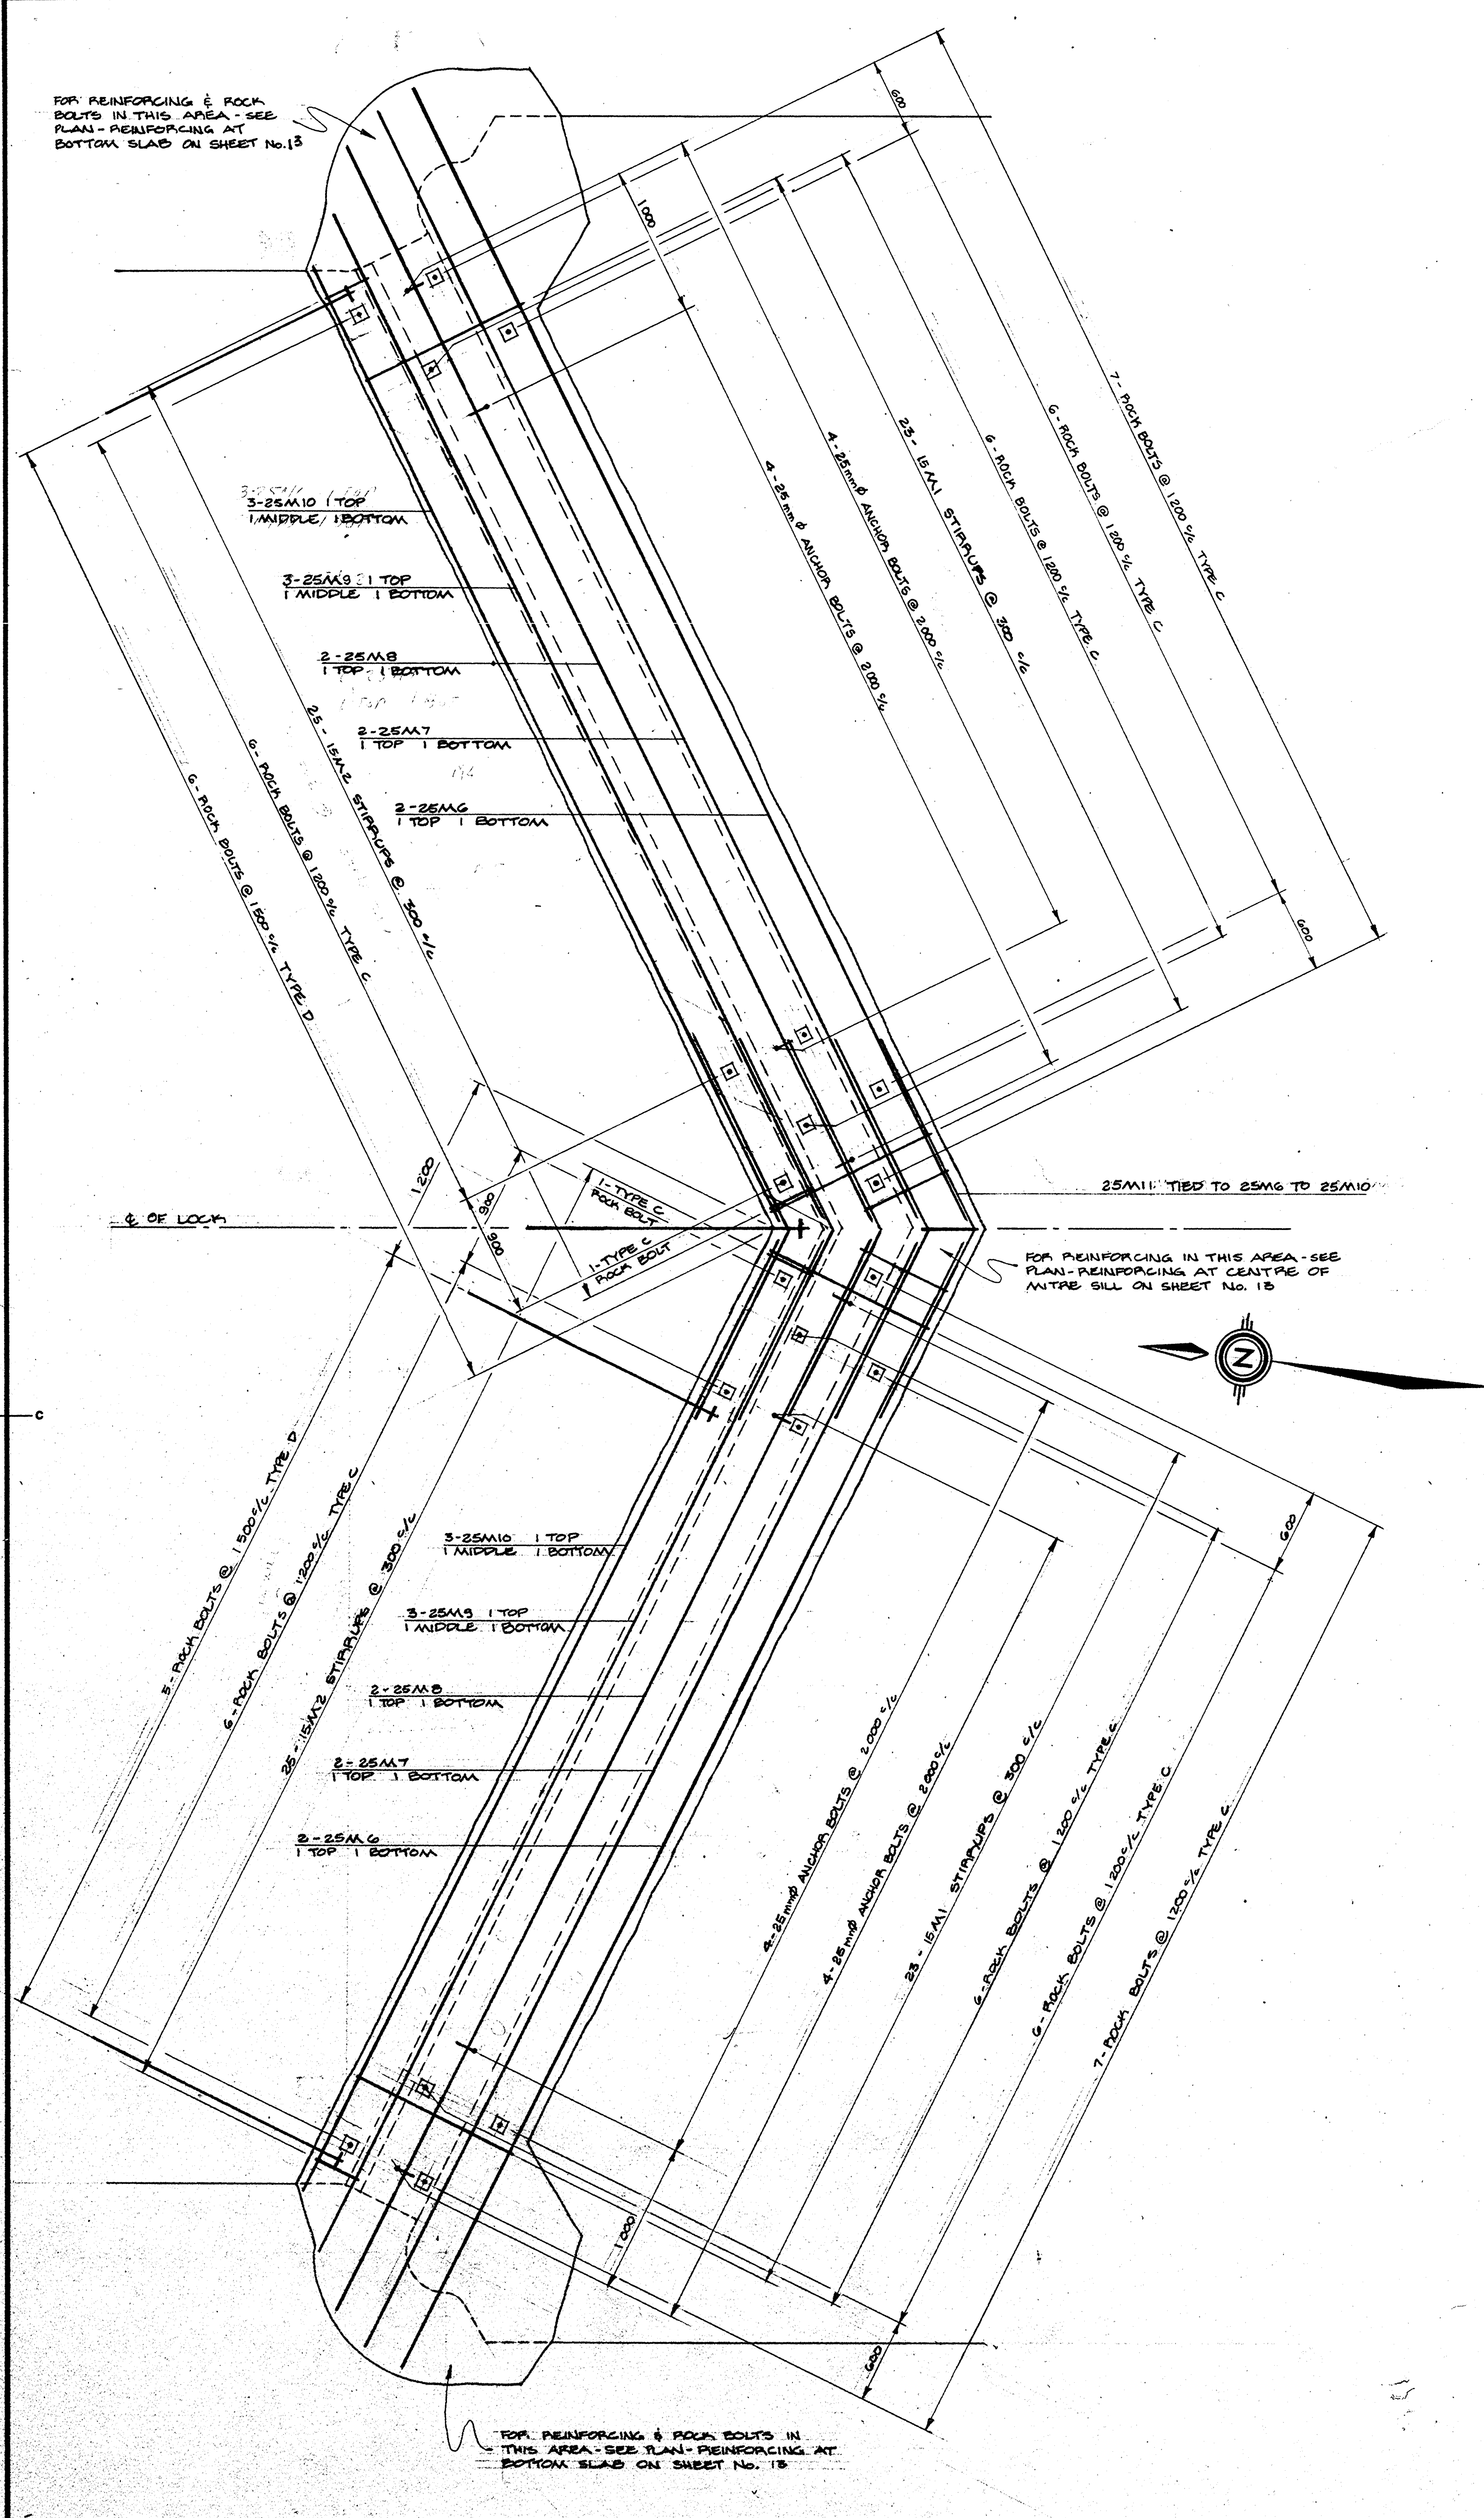 FOR REINFORCING & ROCK
BOLTS IN THIS AREA - SEE
PLAN - REINFORCING AT
BOTTOM SLAB ON SHEET No. 13
600
1000
7 - ROCK BOLTS @ 1200 c/c TYPE C
6 - ROCK BOLTS @ 1200 c/c TYPE C
6 - ROCK BOLTS @ 1200 c/c TYPE C
23 - 15M1 STIRRUPS @ 300 c/c
4 - 25mmφ ANCHOR BOLTS @ 2000 c/c
4 - 25mmφ ANCHOR BOLTS @ 2000 c/c
3-25M10 1 TOP
1 MIDDLE 1 BOTTOM
3-25M9 1 TOP
1 MIDDLE 1 BOTTOM
2-25M8
1 TOP 1 BOTTOM
2-25M7
1 TOP 1 BOTTOM
2-25M6
1 TOP 1 BOTTOM
25 - 15M2 STIRRUPS @ 300 c/c
6 - ROCK BOLTS @ 1200 c/c TYPE C
6 - ROCK BOLTS @ 1500 c/c TYPE D
600
1200
900
900
1-TYPE C
ROCK BOLT
1-TYPE C
ROCK BOLT
25M11 TIED TO 25M6 TO 25M10
℄ OF LOCK
FOR REINFORCING IN THIS AREA - SEE
PLAN - REINFORCING AT CENTRE OF
MITRE SILL ON SHEET No. 13
N
C
5 - ROCK BOLTS @ 1500 c/c TYPE D
6 - ROCK BOLTS @ 1200 c/c TYPE C
25 - 15M2 STIRRUPS @ 300 c/c
3-25M10 1 TOP
1 MIDDLE 1 BOTTOM
3-25M9 1 TOP
1 MIDDLE 1 BOTTOM
2-25M8
1 TOP 1 BOTTOM
2-25M7
1 TOP 1 BOTTOM
2-25M6
1 TOP 1 BOTTOM
600
4-25mmφ ANCHOR BOLTS @ 2000 c/c
4-25mmφ ANCHOR BOLTS @ 2000 c/c
23 - 15M1 STIRRUPS @ 300 c/c
6-ROCK BOLTS @ 1200 c/c TYPE C
6-ROCK BOLTS @ 1200 c/c TYPE C
7-ROCK BOLTS @ 1200 c/c TYPE C
1000
600
FOR REINFORCING & ROCK BOLTS IN
THIS AREA - SEE PLAN - REINFORCING AT
BOTTOM SLAB ON SHEET No. 13